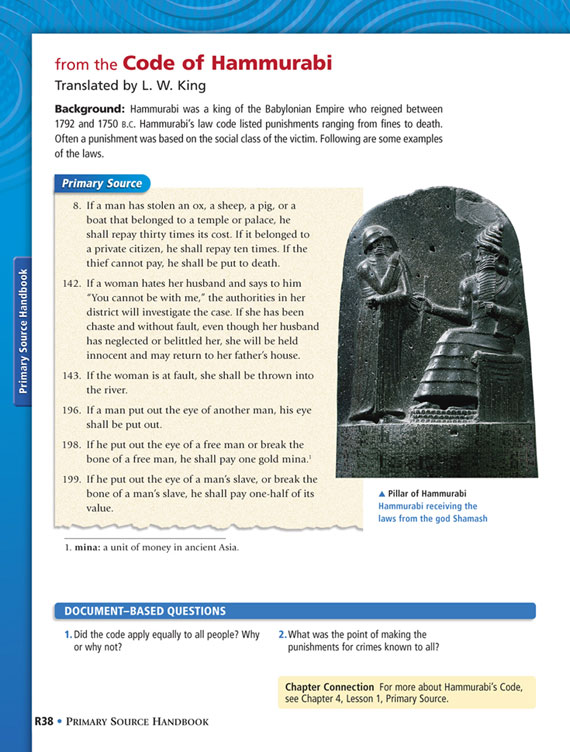 from the Code of Hammurabi
Translated by L. W. King
Background: Hammurabi was a king of the Babylonian Empire who reigned between
1792 and 1750 B.C. Hammurabi's law code listed punishments ranging from fines to death.
Often a punishment was based on the social class of the victim. Following are some examples
of the laws.
Primary Source
8. If a man has stolen an ox, a sheep, a pig, or a
boat that belonged to a temple or palace, he
shall repay thirty times its cost. If it belonged to
a private citizen, he shall repay ten times. If the
thief cannot pay, he shall be put to death.
142. If a woman hates her husband and says to him
"You cannot be with me," the authorities in her
district will investigate the case. If she has been
chaste and without fault, even though her husband
has neglected or belittled her, she will be held
innocent and may return to her father's house.
143. If the woman is at fault, she shall be thrown into
the river.
196. If a man put out the eye of another man, his eye
shall be put out.
198. If he put out the eye of a free man or break the
bone of a free man, he shall pay one gold mina.1
199. If he put out the eye of a man's slave, or break the
bone of a man's slave, he shall pay one-half of its
value.
▲ Pillar of Hammurabi
Hammurabi receiving the
laws from the god Shamash
1. mina: a unit of money in ancient Asia.
Primary Source Handbook
DOCUMENT–BASED QUESTIONS
1. Did the code apply equally to all people? Why
or why not?
2. What was the point of making the
punishments for crimes known to all?
Chapter Connection For more about Hammurabi's Code,
see Chapter 4, Lesson 1, Primary Source.
R38 • PRIMARY SOURCE HANDBOOK